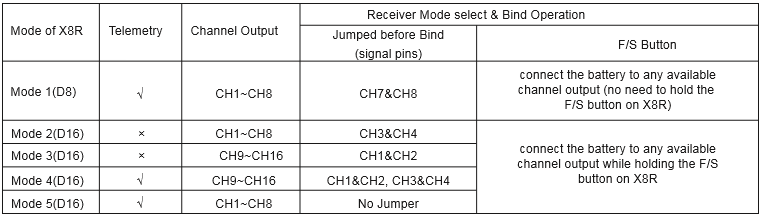 Mode of X8R Telemetry Channel Output Receiver Mode select & Bind Operation
Jumped before Bind
(signal pins)
F/S Button
Mode 1(D8) √ CH1~CH8 CH7&CH8
connect the battery to any available
channel output (no need to hold the
F/S button on X8R)
Mode 2(D16) × CH1~CH8 CH3&CH4
Mode 3(D16) × CH9~CH16 CH1&CH2
Mode 4(D16) √ CH9~CH16 CH1&CH2, CH3&CH4
Mode 5(D16) √ CH1~CH8 No Jumper
connect the battery to any available
channel output while holding the F/S
button on X8R